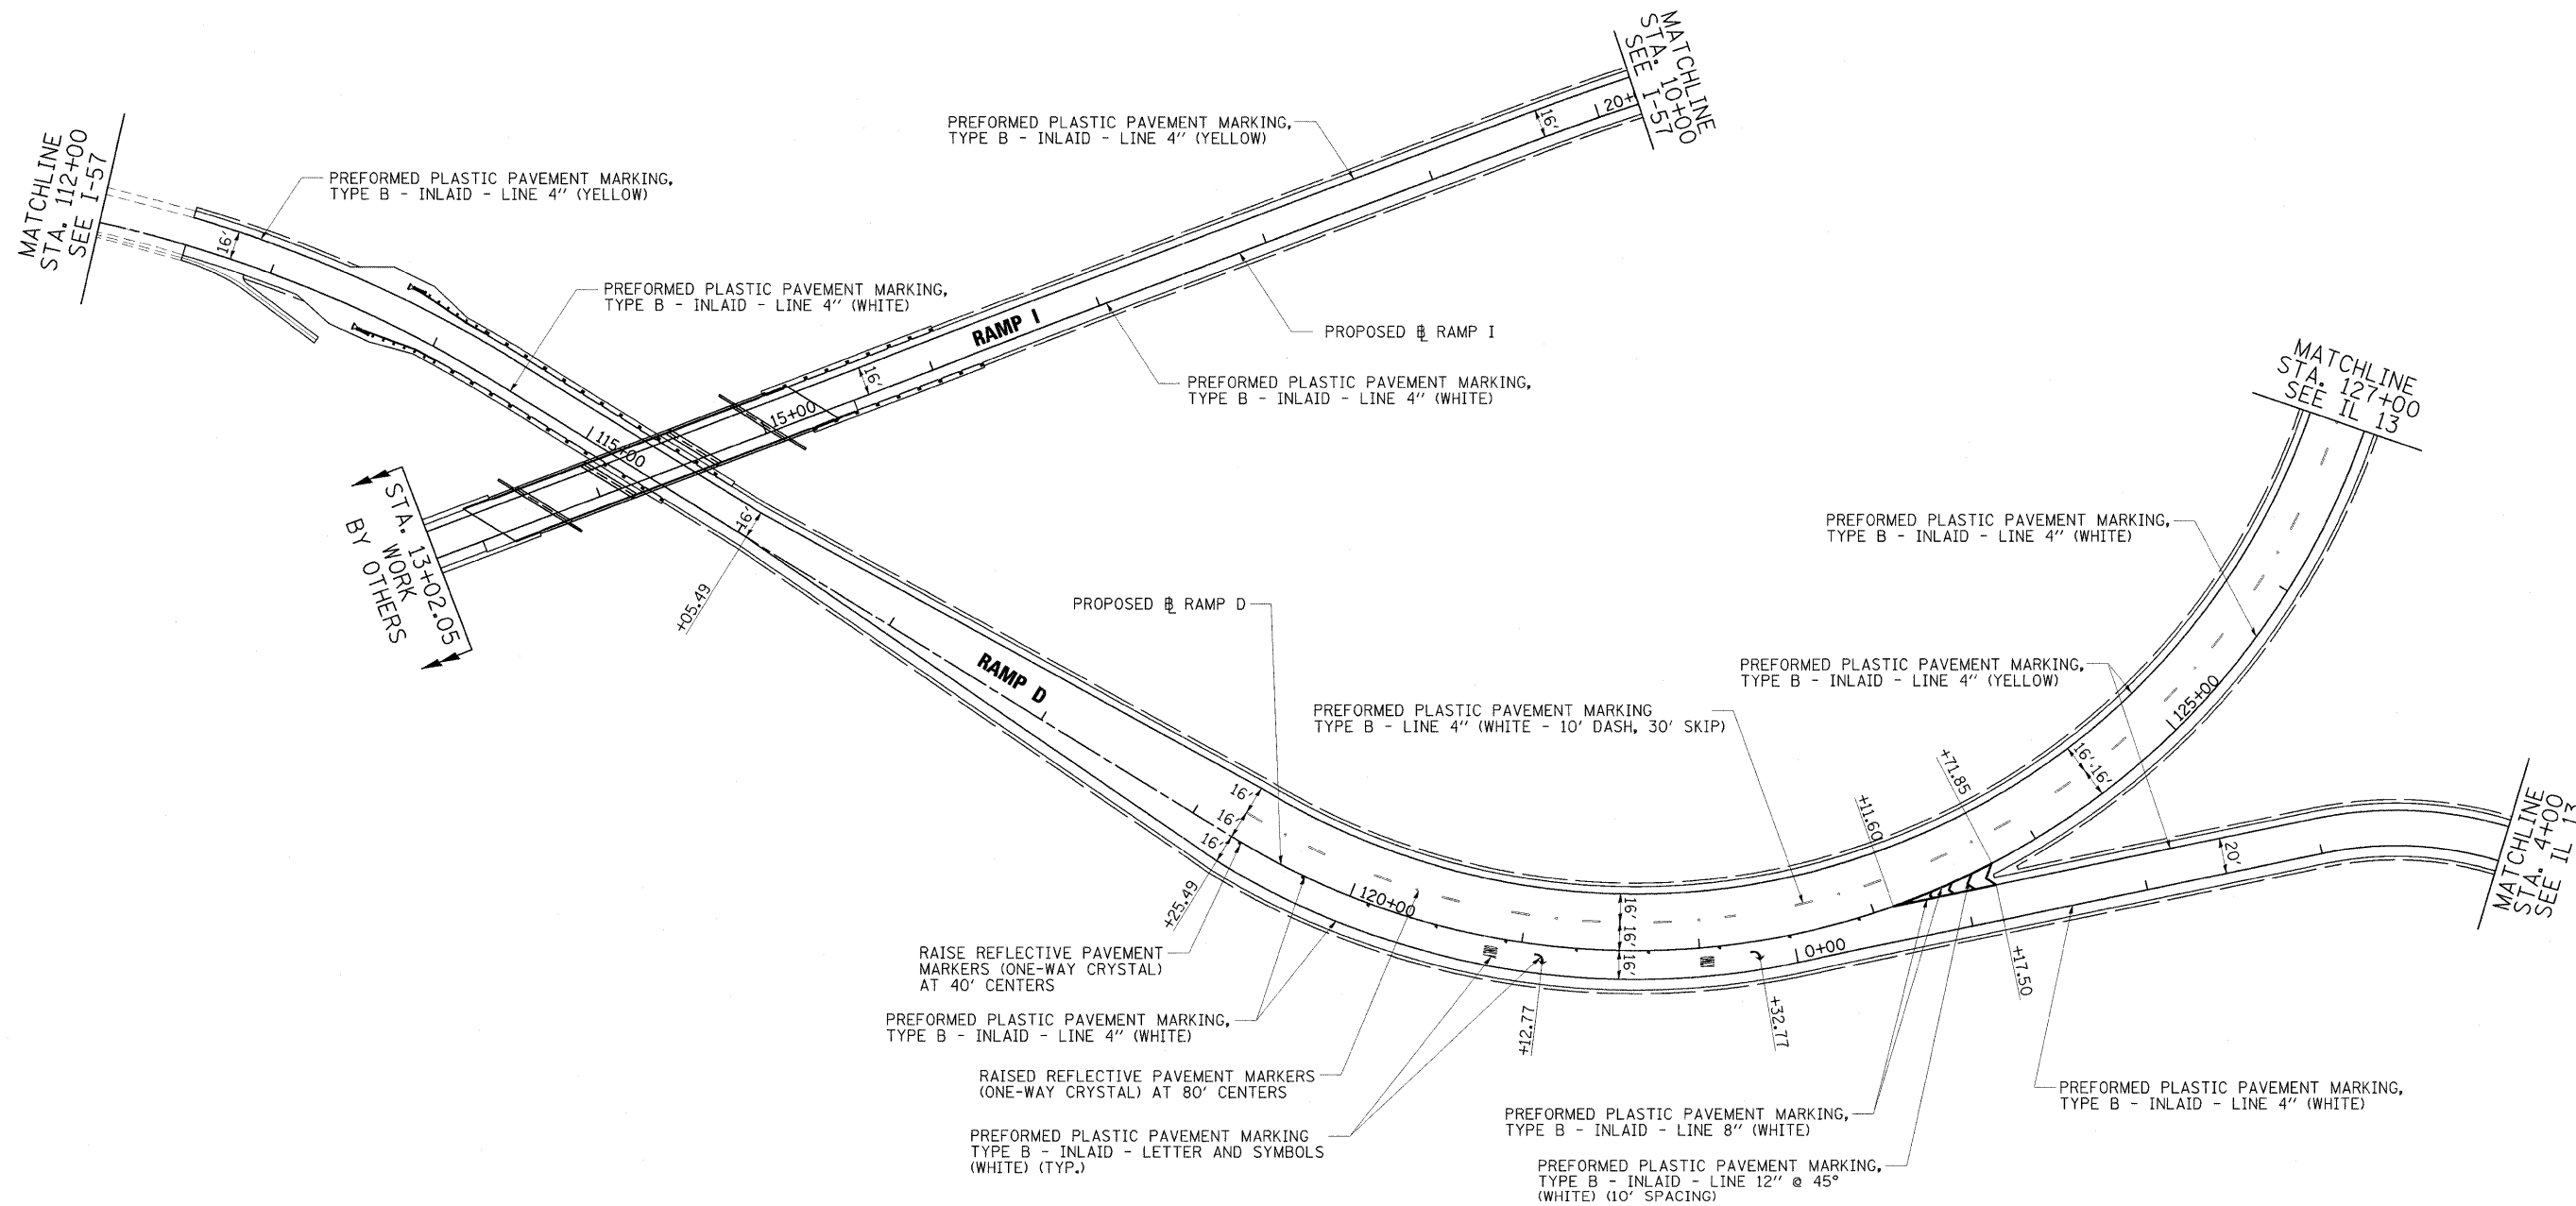 MATCHLINE
STA. 10+00
SEE I-57
20+
16'
PREFORMED PLASTIC PAVEMENT MARKING,
TYPE B - INLAID - LINE 4" (YELLOW)
MATCHLINE
STA. 112+00
SEE I-57
PREFORMED PLASTIC PAVEMENT MARKING,
TYPE B - INLAID - LINE 4" (YELLOW)
16'
PREFORMED PLASTIC PAVEMENT MARKING,
TYPE B - INLAID - LINE 4" (WHITE)
RAMP I
PROPOSED ⅊ RAMP I
16'
PREFORMED PLASTIC PAVEMENT MARKING,
TYPE B - INLAID - LINE 4" (WHITE)
15+00
115+00
MATCHLINE
STA. 127+00
SEE IL 13
STA. 13+02.05
WORK
BY OTHERS
16'
+05.49
PREFORMED PLASTIC PAVEMENT MARKING,
TYPE B - INLAID - LINE 4" (WHITE)
PROPOSED ⅊ RAMP D
RAMP D
PREFORMED PLASTIC PAVEMENT MARKING,
TYPE B - INLAID - LINE 4" (YELLOW)
125+00
PREFORMED PLASTIC PAVEMENT MARKING
TYPE B - LINE 4" (WHITE - 10' DASH, 30' SKIP)
16'
16'
+71.85
+11.60
16'
16'
16'
+25.49
20'
MATCHLINE
STA. 4+00
SEE IL 13
120+00
16'
16'
16'
0+00
+17.50
RAISE REFLECTIVE PAVEMENT
MARKERS (ONE-WAY CRYSTAL)
AT 40' CENTERS
+12.77
+32.77
PREFORMED PLASTIC PAVEMENT MARKING,
TYPE B - INLAID - LINE 4" (WHITE)
RAISED REFLECTIVE PAVEMENT MARKERS
(ONE-WAY CRYSTAL) AT 80' CENTERS
PREFORMED PLASTIC PAVEMENT MARKING,
TYPE B - INLAID - LINE 4" (WHITE)
PREFORMED PLASTIC PAVEMENT MARKING,
TYPE B - INLAID - LINE 8" (WHITE)
PREFORMED PLASTIC PAVEMENT MARKING
TYPE B - INLAID - LETTER AND SYMBOLS
(WHITE) (TYP.)
PREFORMED PLASTIC PAVEMENT MARKING,
TYPE B - INLAID - LINE 12" @ 45°
(WHITE) (10' SPACING)